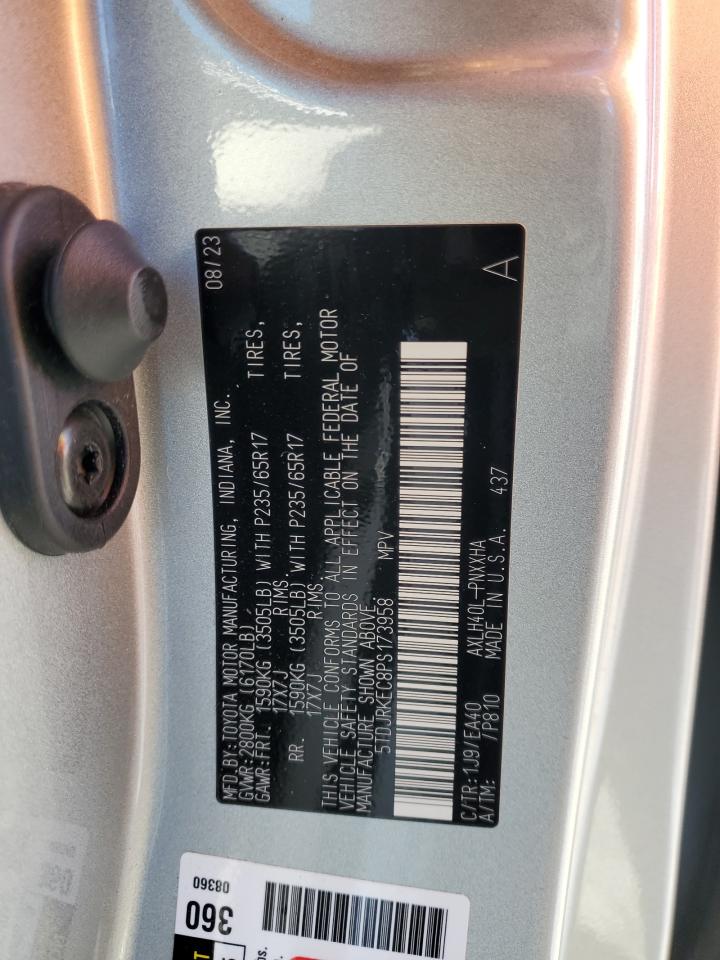 MFD.BY:TOYOTA MOTOR MANUFACTURING, INDIANA, INC. 08/23
GVWR:2800KG (6170LB)
GAWR:FRT. 1590KG (3505LB) WITH P235/65R17 TIRES,
17X7J RIMS.
RR. 1590KG (3505LB) WITH P235/65R17 TIRES,
17X7J RIMS.
THIS VEHICLE CONFORMS TO ALL APPLICABLE FEDERAL MOTOR
VEHICLE SAFETY STANDARDS IN EFFECT ON THE DATE OF
MANUFACTURE SHOWN ABOVE.
5TDJRKEC8PS173958 MPV
C/TR:1J9/EA40 AXLH40L-PNXXHA
A/TM: /P810 MADE IN U.S.A. 437 A
360
08360